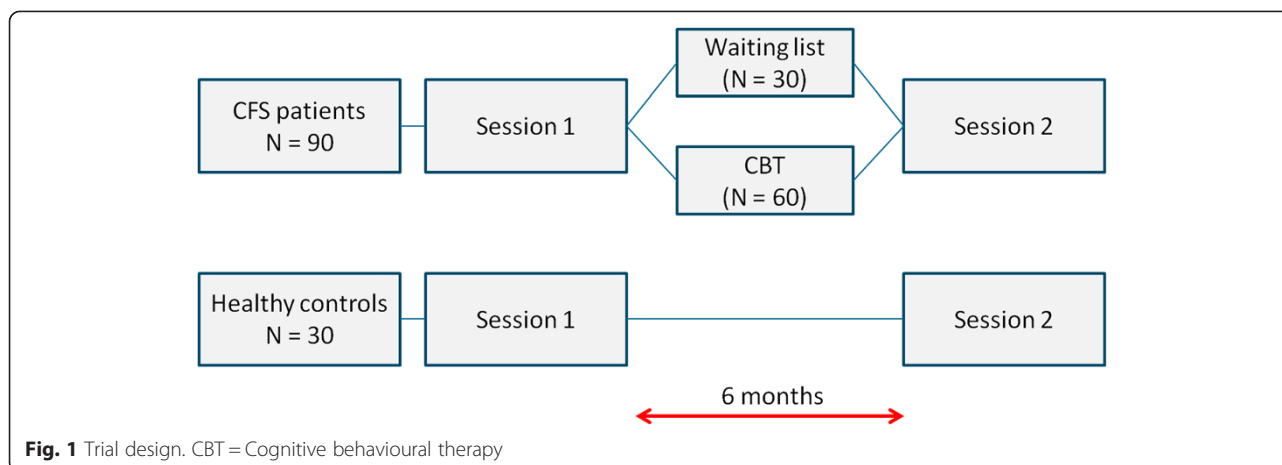 CFS patients
N = 90
Session 1
Waiting list
(N = 30)
CBT
(N = 60)
Session 2
Healthy controls
N = 30
Session 1
Session 2
6 months
Fig. 1 Trial design. CBT = Cognitive behavioural therapy